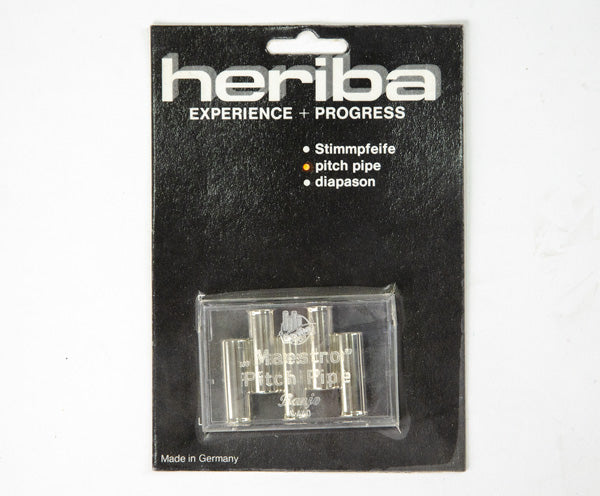 heriba
EXPERIENCE + PROGRESS
Stimmpfeife
pitch pipe
diapason
"Maestro"
Pitch Pipe
Banjo
Made in Germany